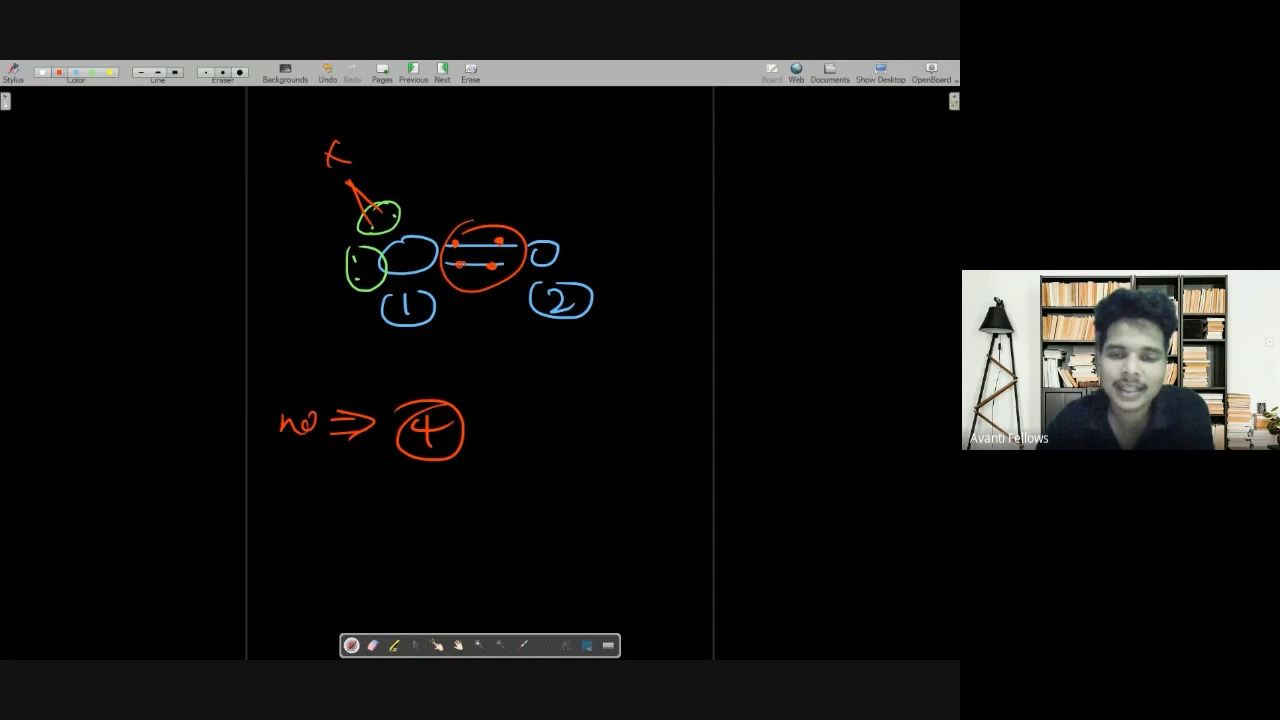 Stylus Color Line Eraser Backgrounds Undo Redo Pages Previous Next Erase Board Web Documents Show Desktop OpenBoard
(1)
(2)
no ⇒ 4
Avanti Fellows